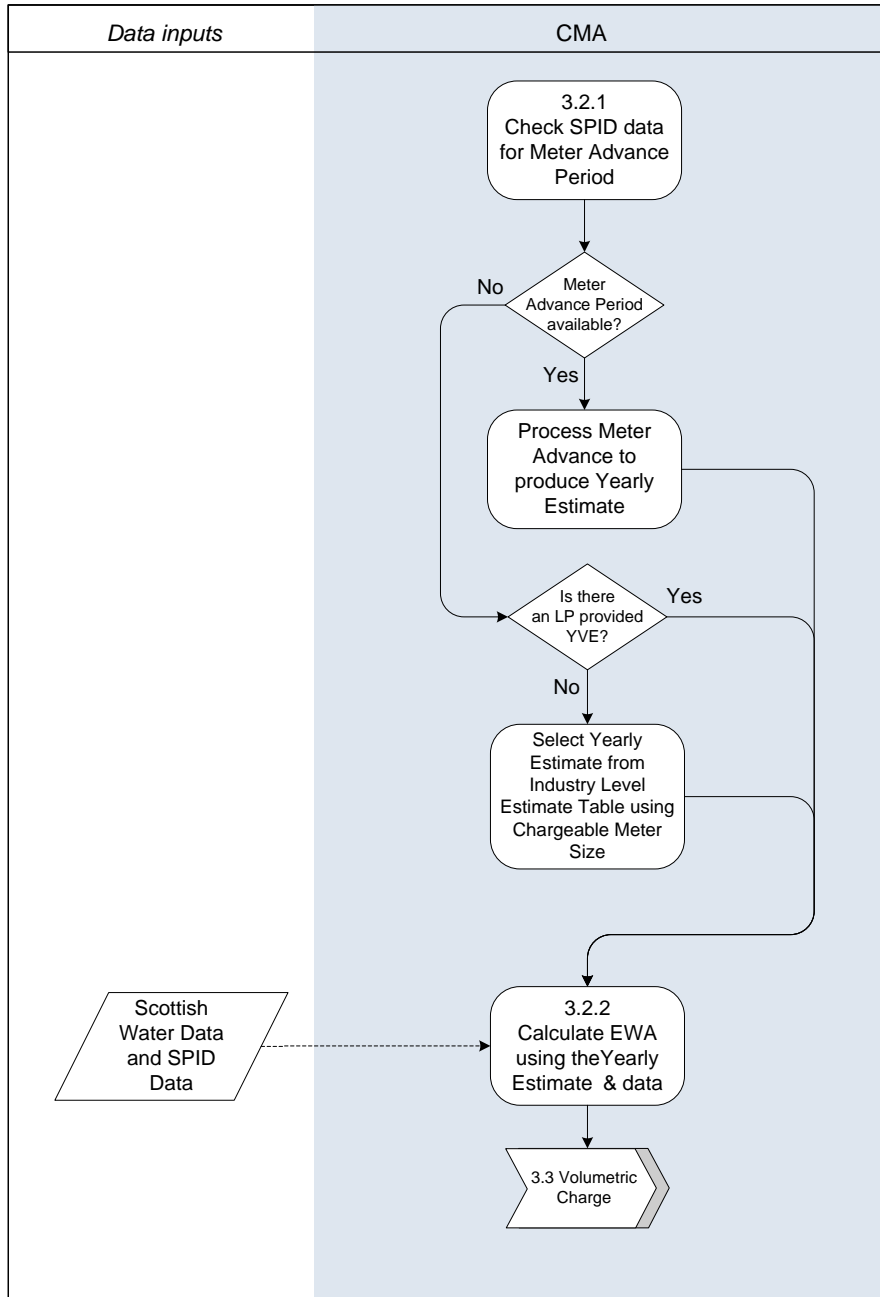 Data inputs
CMA
3.2.1
Check SPID data
for Meter Advance
Period
Meter
Advance Period
available?
No
Yes
Process Meter
Advance to
produce Yearly
Estimate
Is there
an LP provided
YVE?
Yes
No
Select Yearly
Estimate from
Industry Level
Estimate Table using
Chargeable Meter
Size
Scottish
Water Data
and SPID
Data
3.2.2
Calculate EWA
using theYearly
Estimate & data
3.3 Volumetric
Charge